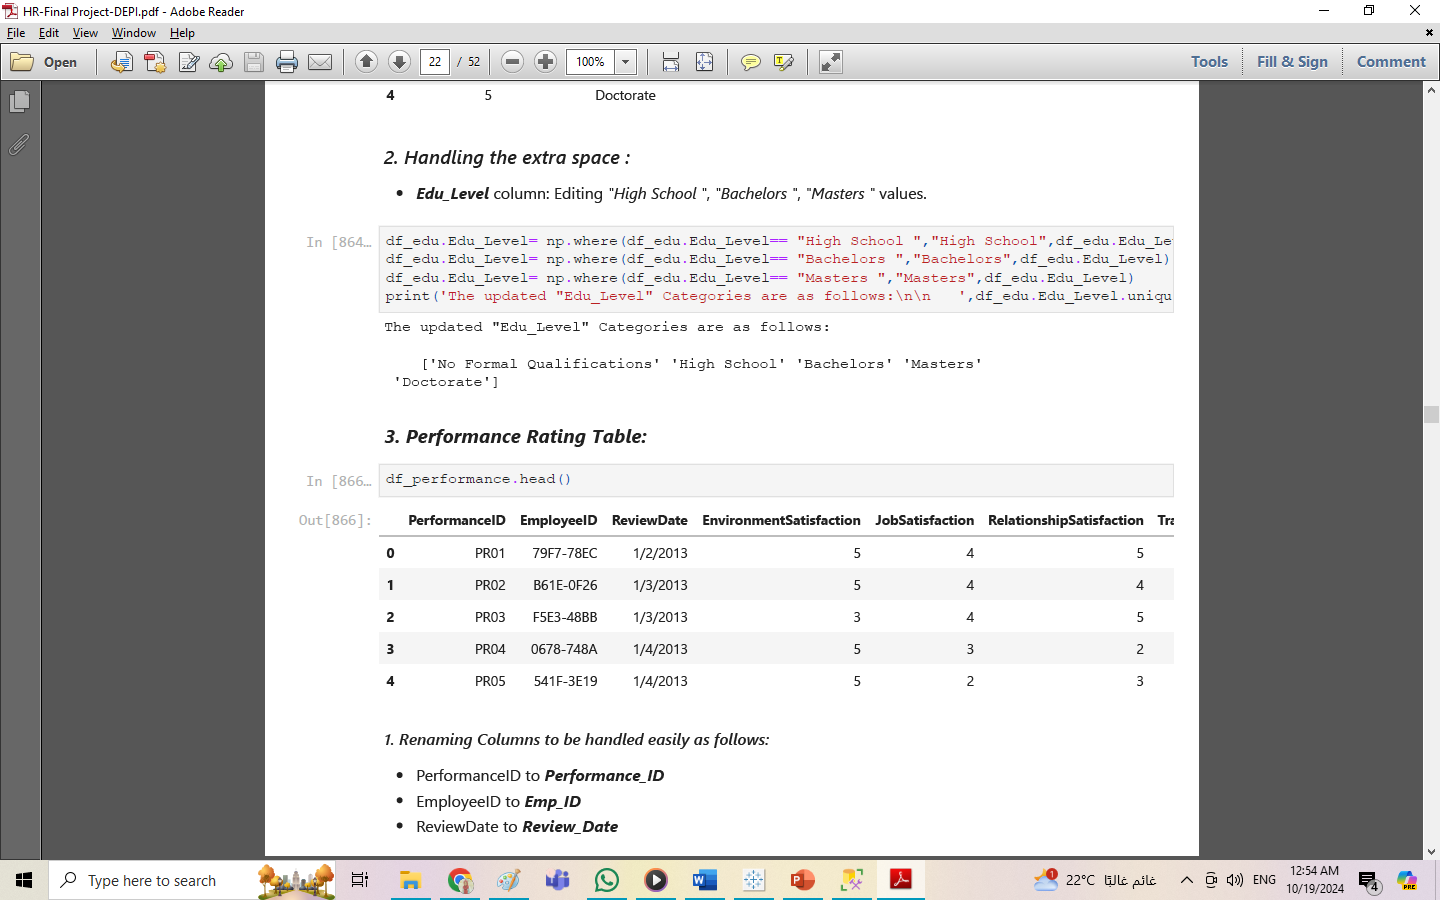 HR-Final Project-DEPI.pdf - Adobe Reader
File Edit View Window Help
Open 22 / 52 100% Tools Fill & Sign Comment
4 5 Doctorate
2. Handling the extra space :
• Edu_Level column: Editing "High School ", "Bachelors ", "Masters " values.
In [864…
df_edu.Edu_Level= np.where(df_edu.Edu_Level== "High School ","High School",df_edu.Edu_Le
df_edu.Edu_Level= np.where(df_edu.Edu_Level== "Bachelors ","Bachelors",df_edu.Edu_Level)
df_edu.Edu_Level= np.where(df_edu.Edu_Level== "Masters ","Masters",df_edu.Edu_Level)
print('The updated "Edu_Level" Categories are as follows:\n\n   ',df_edu.Edu_Level.uniqu
The updated "Edu_Level" Categories are as follows:
['No Formal Qualifications' 'High School' 'Bachelors' 'Masters'
'Doctorate']
3. Performance Rating Table:
In [866… df_performance.head()
Out[866]:
PerformanceID EmployeeID ReviewDate EnvironmentSatisfaction JobSatisfaction RelationshipSatisfaction Tra
0 PR01 79F7-78EC 1/2/2013 5 4 5
1 PR02 B61E-0F26 1/3/2013 5 4 4
2 PR03 F5E3-48BB 1/3/2013 3 4 5
3 PR04 0678-748A 1/4/2013 5 3 2
4 PR05 541F-3E19 1/4/2013 5 2 3
1. Renaming Columns to be handled easily as follows:
• PerformanceID to Performance_ID
• EmployeeID to Emp_ID
• ReviewDate to Review_Date
Type here to search
1 22°C غائم غالبًا ENG 12:54 AM
10/19/2024 4 PRE